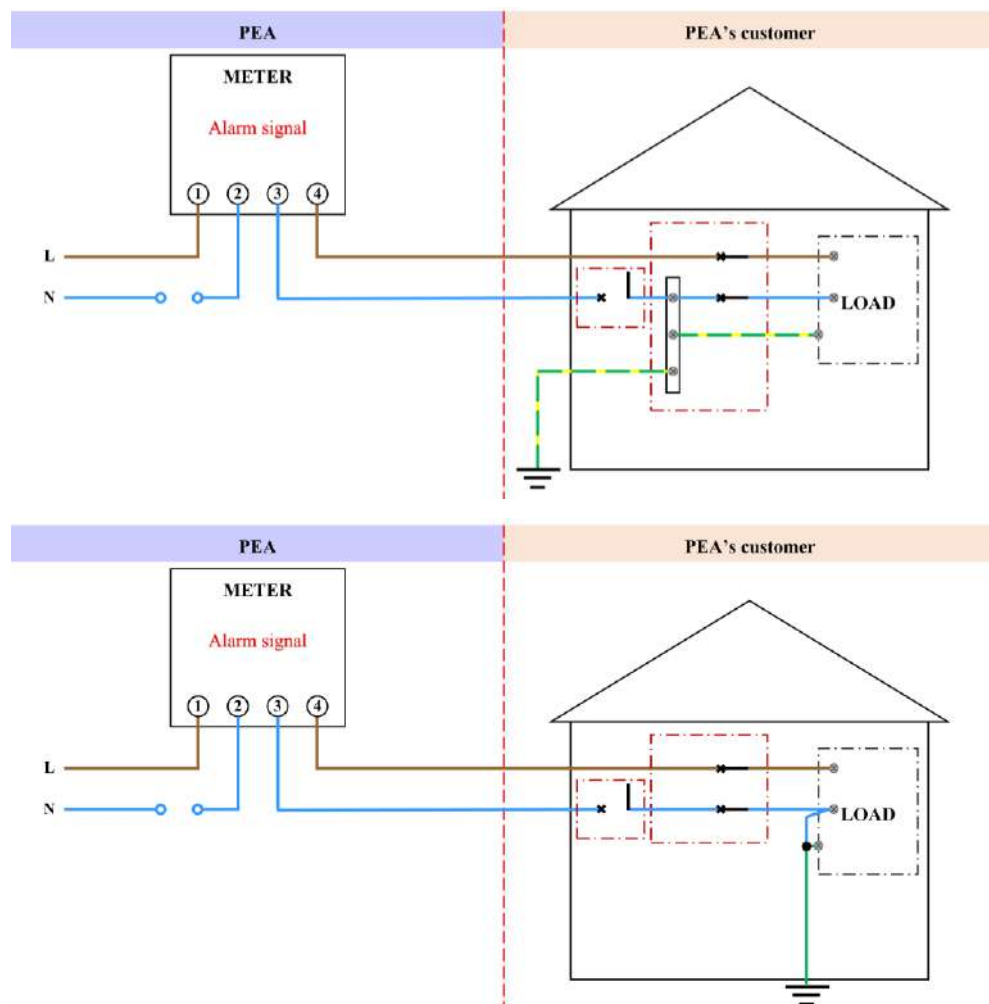 PEA PEA's customer
METER
Alarm signal
1 2 3 4
L
N
LOAD
PEA PEA's customer
METER
Alarm signal
1 2 3 4
L
N
LOAD